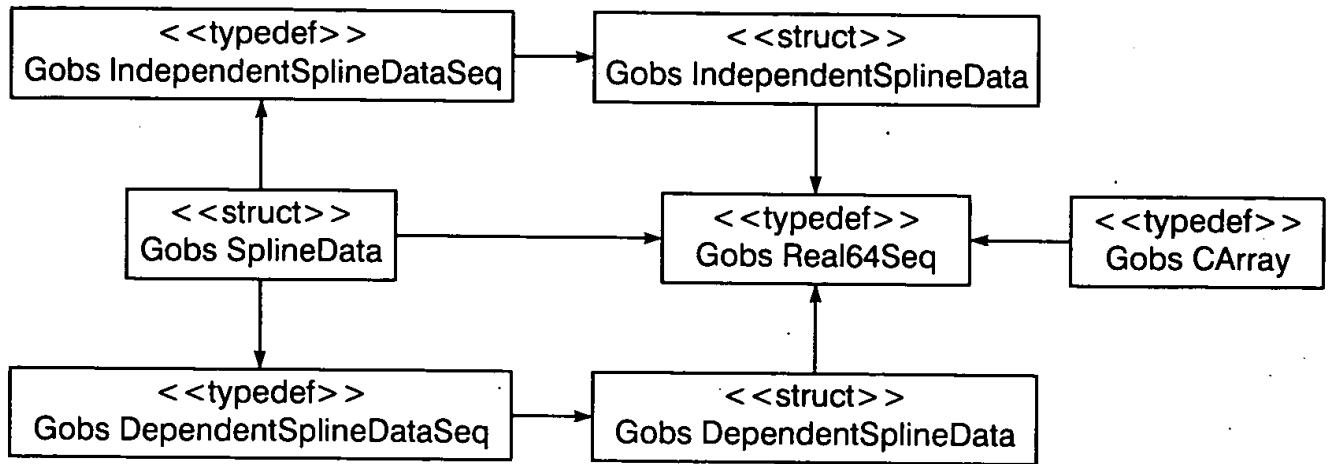 <<typedef>>
Gobs IndependentSplineDataSeq
<<struct>>
Gobs IndependentSplineData
<<struct>>
Gobs SplineData
<<typedef>>
Gobs Real64Seq
<<typedef>>
Gobs CArray
<<typedef>>
Gobs DependentSplineDataSeq
<<struct>>
Gobs DependentSplineData